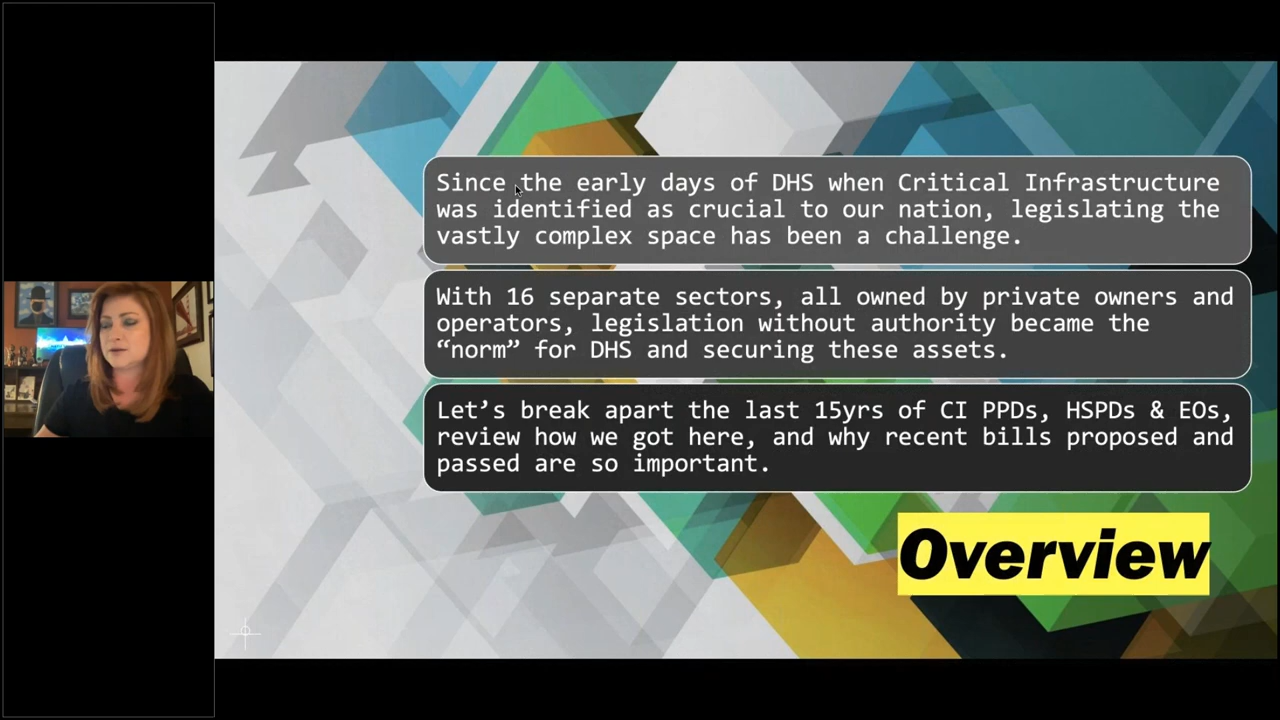 Since the early days of DHS when Critical Infrastructure
was identified as crucial to our nation, legislating the
vastly complex space has been a challenge.
With 16 separate sectors, all owned by private owners and
operators, legislation without authority became the
“norm” for DHS and securing these assets.
Let’s break apart the last 15yrs of CI PPDs, HSPDs & EOs,
review how we got here, and why recent bills proposed and
passed are so important.
Overview